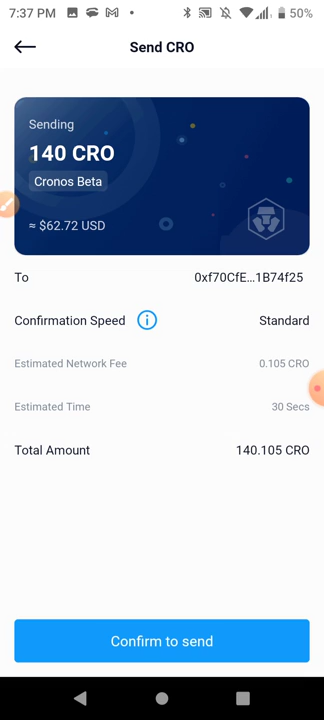 7:37 PM
50%
Send CRO
Sending
140 CRO
Cronos Beta
≈ $62.72 USD
To 0xf70CfE...1B74f25
Confirmation Speed Standard
Estimated Network Fee 0.105 CRO
Estimated Time 30 Secs
Total Amount 140.105 CRO
Confirm to send